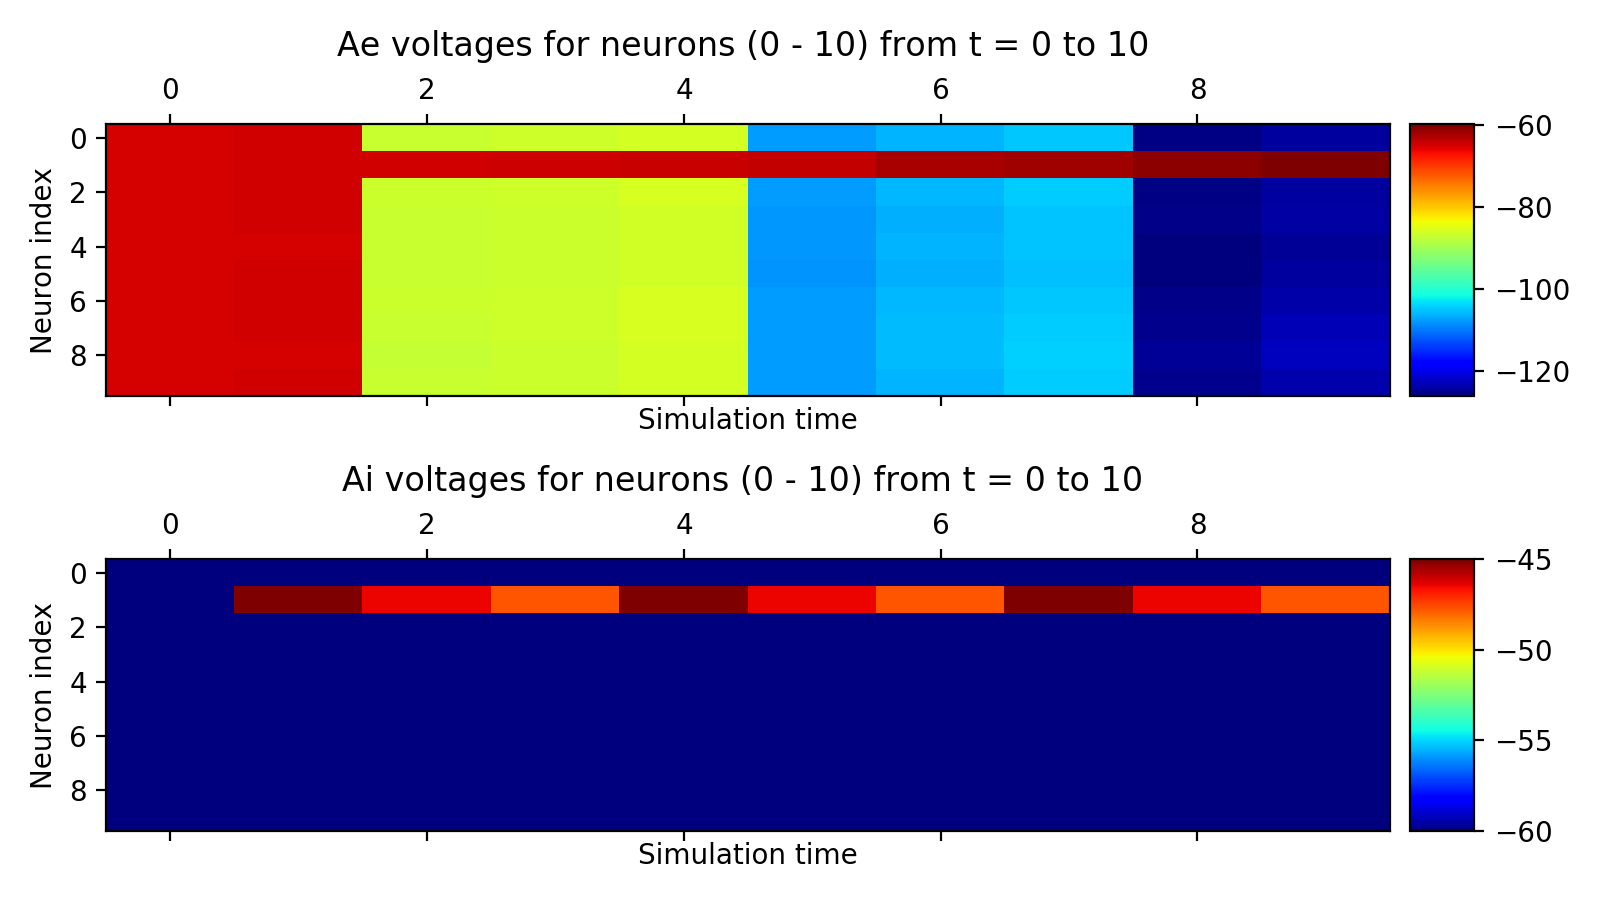 Ae voltages for neurons (0 - 10) from t = 0 to 10
0 2 4 6 8
Neuron index
0
2
4
6
8
−60
−80
−100
−120
Simulation time
Ai voltages for neurons (0 - 10) from t = 0 to 10
0 2 4 6 8
Neuron index
0
2
4
6
8
−45
−50
−55
−60
Simulation time